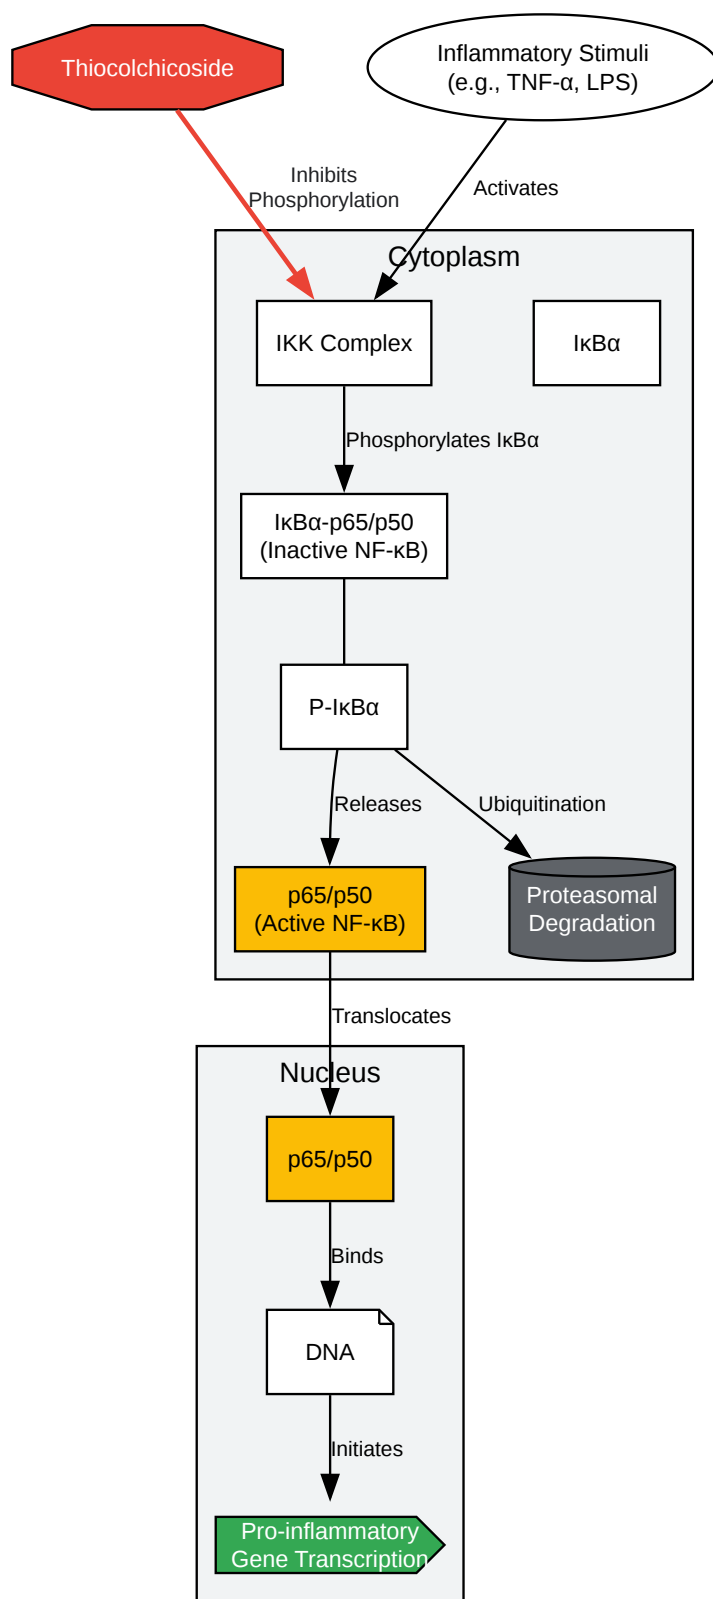 Thiocolchicoside
Inflammatory Stimuli
(e.g., TNF-α, LPS)
Inhibits
Phosphorylation
Activates
Cytoplasm
IKK Complex
IκBα
Phosphorylates IκBα
IκBα-p65/p50
(Inactive NF-κB)
P-IκBα
Releases
Ubiquitination
p65/p50
(Active NF-κB)
Proteasomal
Degradation
Translocates
Nucleus
p65/p50
Binds
DNA
Initiates
Pro-inflammatory
Gene Transcription